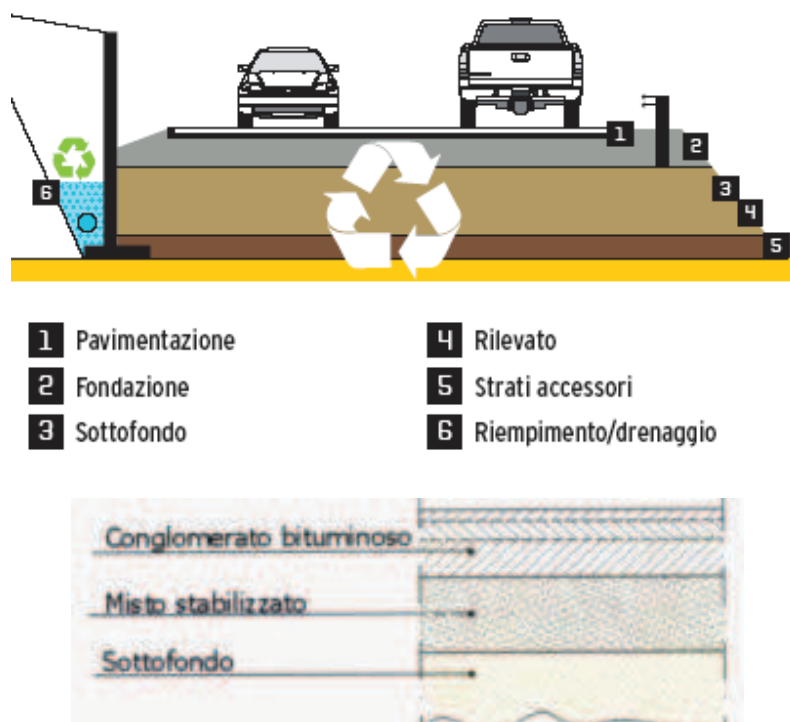 1
2
3
4
5
6
1 Pavimentazione
2 Fondazione
3 Sottofondo
4 Rilevato
5 Strati accessori
6 Riempimento/drenaggio
Conglomerato bituminoso
Misto stabilizzato
Sottofondo